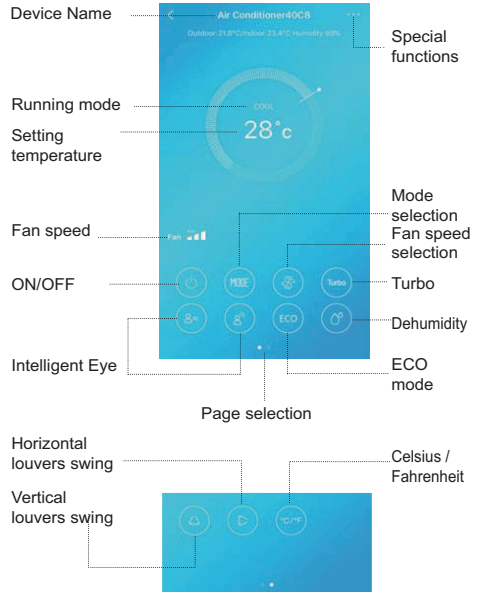 Device Name
Air Conditioner40C8
Outdoor:21.8°C/Indoor 23.4°C Humidity:89%
Special
functions
Running mode
COOL
Setting
temperature
28°c
Mode
selection
Fan speed
Fan
Fan speed
selection
ON/OFF
MODE
Turbo
Turbo
ECO
Dehumidity
Intelligent Eye
ECO
mode
Page selection
Horizontal
louvers swing
Celsius /
Fahrenheit
Vertical
louvers swing
°C/°F